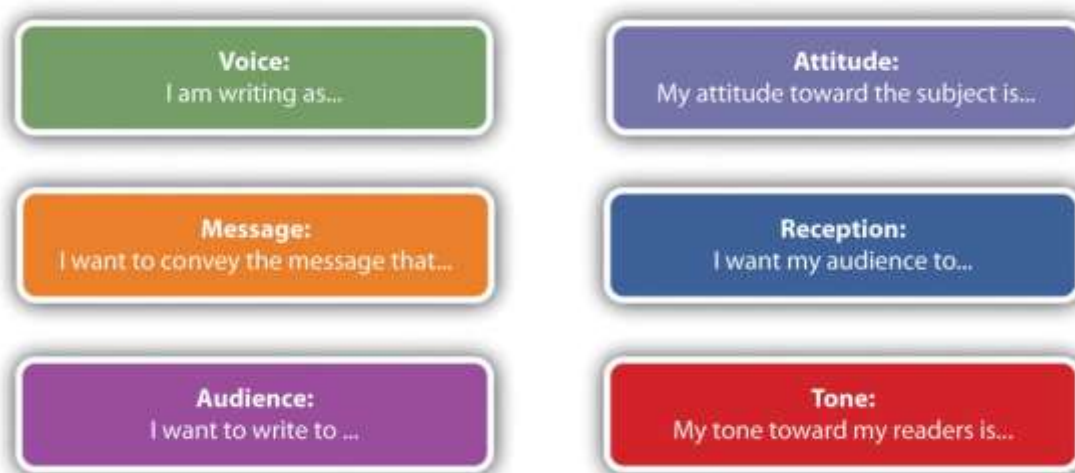 Voice:
I am writing as...
Attitude:
My attitude toward the subject is...
Message:
I want to convey the message that...
Reception:
I want my audience to...
Audience:
I want to write to ...
Tone:
My tone toward my readers is...